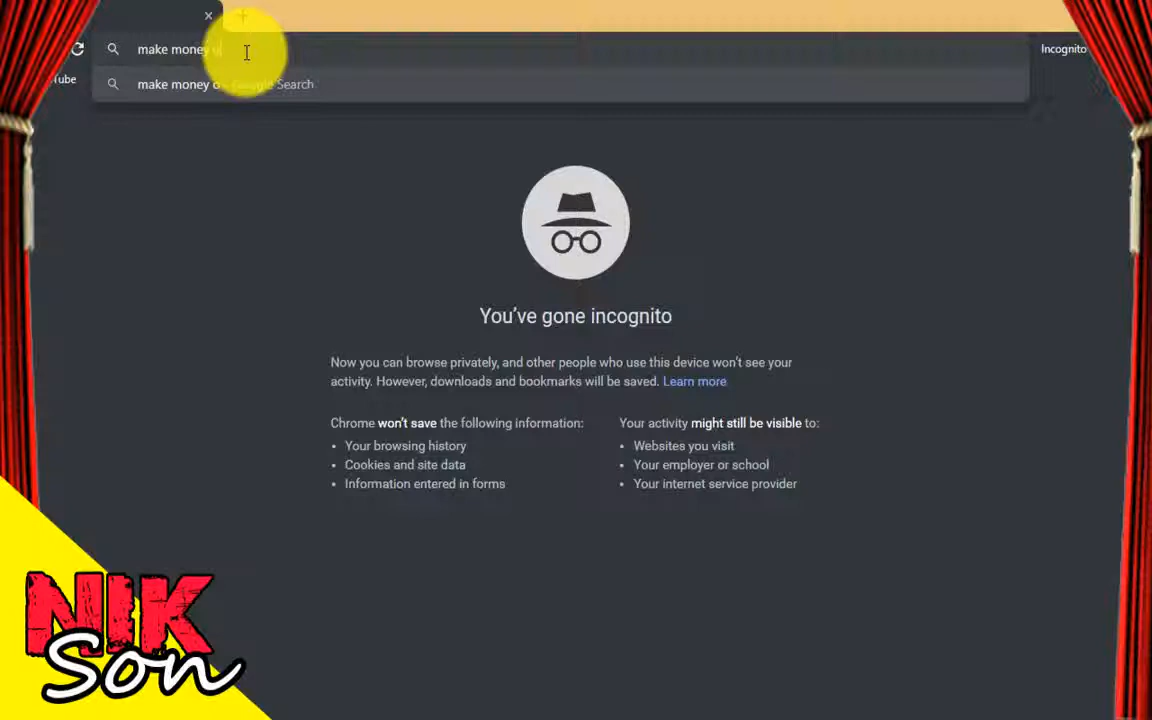 make money o
Incognito
Tube
make money o - Google Search
You've gone incognito
Now you can browse privately, and other people who use this device won't see your
activity. However, downloads and bookmarks will be saved. Learn more
Chrome won't save the following information:
Your browsing history
Cookies and site data
Information entered in forms
Your activity might still be visible to:
Websites you visit
Your employer or school
Your internet service provider
NIK
Son